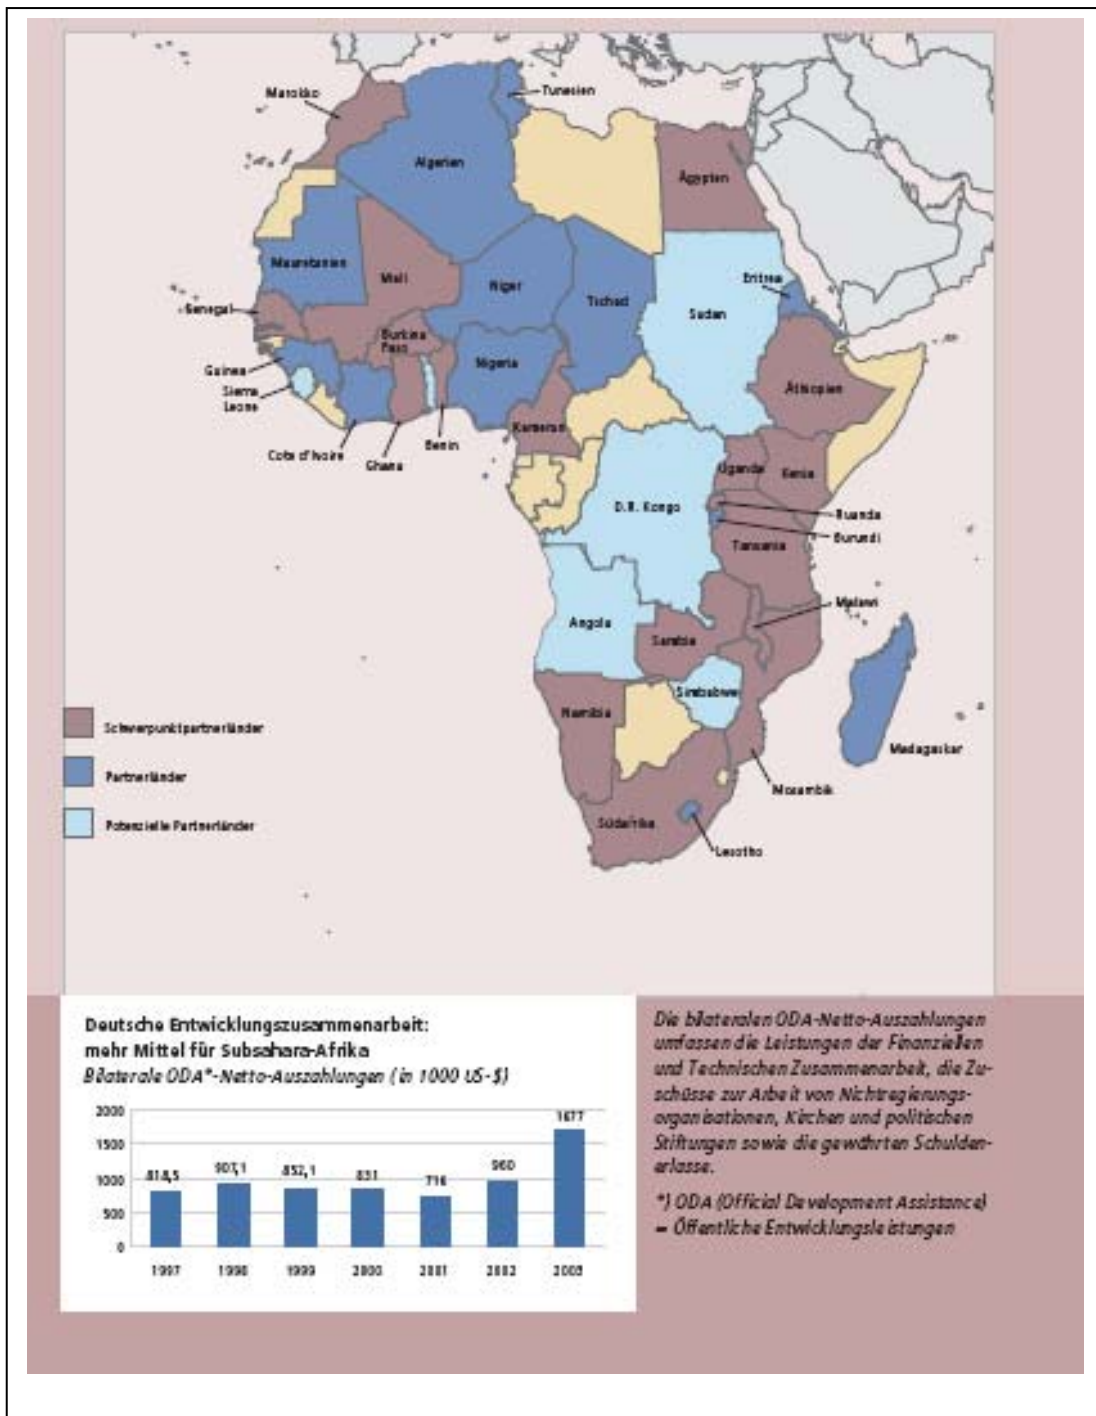 Marokko
Tunesien
Algerien
Ägypten
Mauretanien
Mali
Niger
Tschad
Eritrea
Sudan
Senegal
Burkina
Faso
Nigeria
Guinea
Sierra
Leone
Äthiopien
Cote d'Ivoire
Ghana
Benin
Kamerun
Uganda
Kenia
D.R. Kongo
Ruanda
Burundi
Tansania
Malawi
Angola
Sambia
Simbabwe
Namibia
Madagaskar
Mosambik
Südafrika
Lesotho
Schwerpunktpartnerländer
Partnerländer
Potenzielle Partnerländer
Deutsche Entwicklungszusammenarbeit:
mehr Mittel für Subsahara-Afrika
Bilaterale ODA*-Netto-Auszahlungen (in 1000 US-$)
2000
1500
1000
500
0
818,5
907,1
852,1
831
716
960
1677
1997
1998
1999
2000
2001
2002
2003
Die bilateralen ODA-Netto-Auszahlungen
umfassen die Leistungen der Finanziellen
und Technischen Zusammenarbeit, die Zu-
schüsse zur Arbeit von Nichtregierungs-
organisationen, Kirchen und politischen
Stiftungen sowie die gewährten Schulden-
erlasse.
*) ODA (Official Development Assistance)
= Öffentliche Entwicklungsleistungen